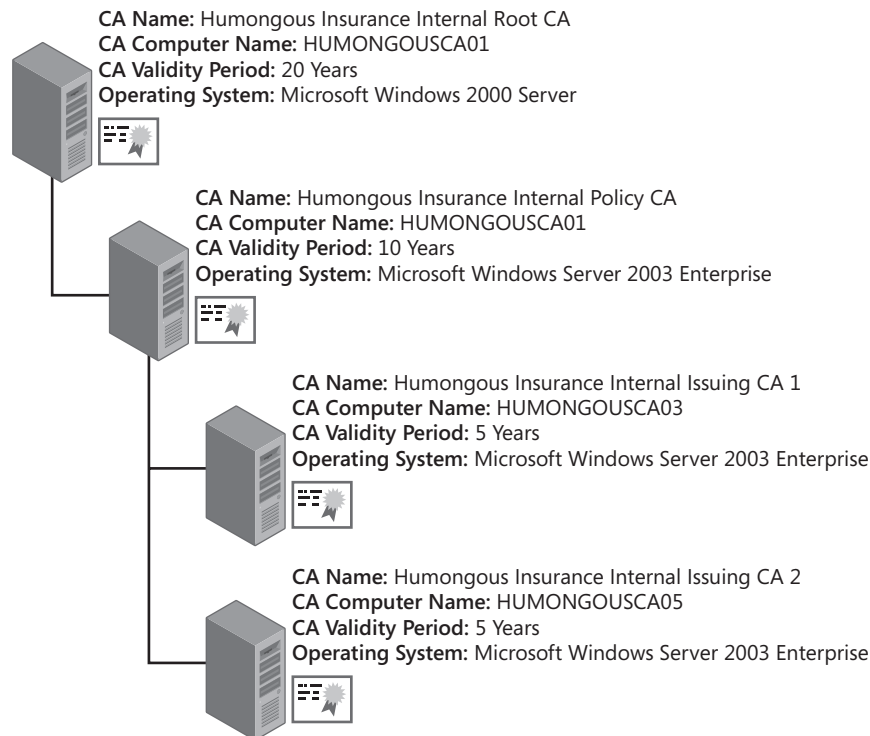 CA Name: Humongous Insurance Internal Root CA
CA Computer Name: HUMONGOUSCA01
CA Validity Period: 20 Years
Operating System: Microsoft Windows 2000 Server
CA Name: Humongous Insurance Internal Policy CA
CA Computer Name: HUMONGOUSCA01
CA Validity Period: 10 Years
Operating System: Microsoft Windows Server 2003 Enterprise
CA Name: Humongous Insurance Internal Issuing CA 1
CA Computer Name: HUMONGOUSCA03
CA Validity Period: 5 Years
Operating System: Microsoft Windows Server 2003 Enterprise
CA Name: Humongous Insurance Internal Issuing CA 2
CA Computer Name: HUMONGOUSCA05
CA Validity Period: 5 Years
Operating System: Microsoft Windows Server 2003 Enterprise